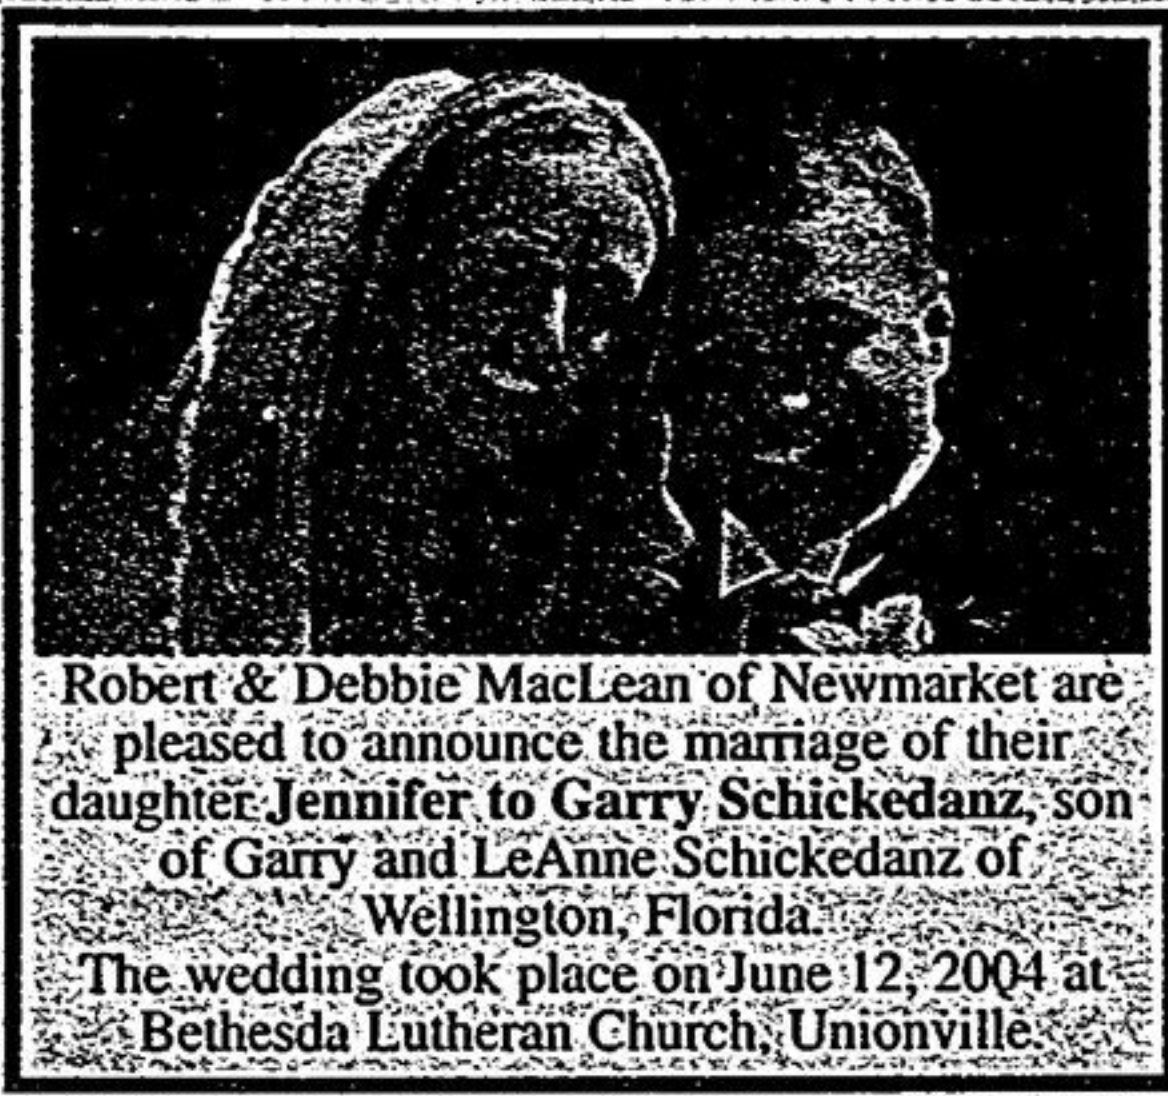 Robert & Debbie MacLean of Newmarket are
pleased to announce the marriage of their
daughter Jennifer to Garry Schickedanz, son
of Garry and LeAnne Schickedanz of
Wellington, Florida.
The wedding took place on June 12, 2004 at
Bethesda Lutheran Church, Unionville.